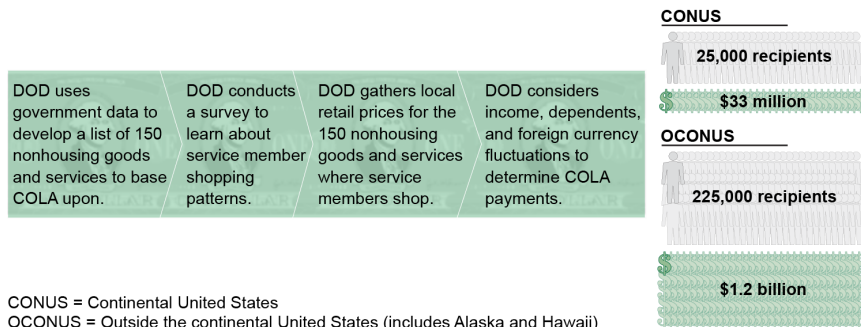 DOD uses
government data to
develop a list of 150
nonhousing goods
and services to base
COLA upon.
DOD conducts
a survey to
learn about
service member
shopping
patterns.
DOD gathers local
retail prices for the
150 nonhousing
goods and services
where service
members shop.
DOD considers
income, dependents,
and foreign currency
fluctuations to
determine COLA
payments.
CONUS
25,000 recipients
$
$33 million
OCONUS
225,000 recipients
$
$1.2 billion
CONUS = Continental United States
OCONUS = Outside the continental United States (includes Alaska and Hawaii)